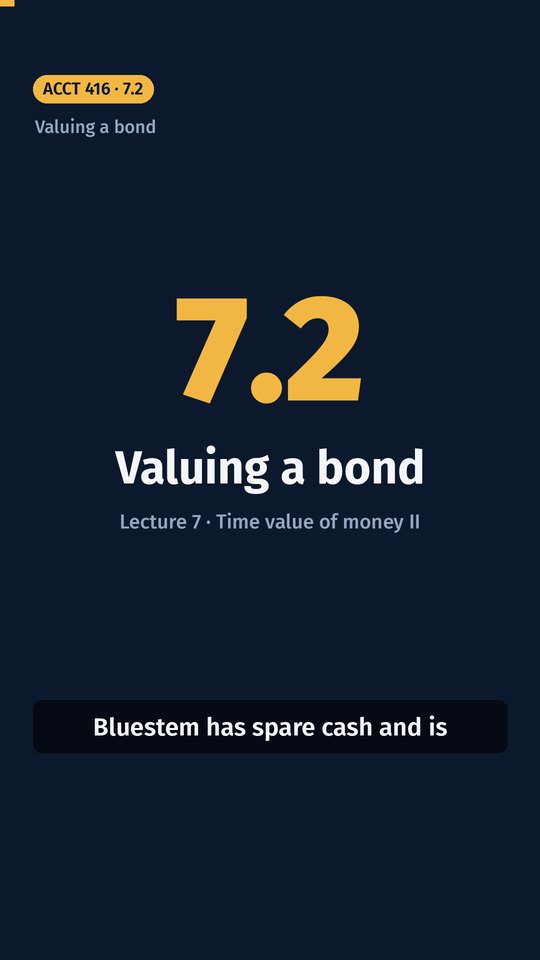 ACCT 416 · 7.2
Valuing a bond
7.2
Valuing a bond
Lecture 7 · Time value of money II
Bluestem has spare cash and is